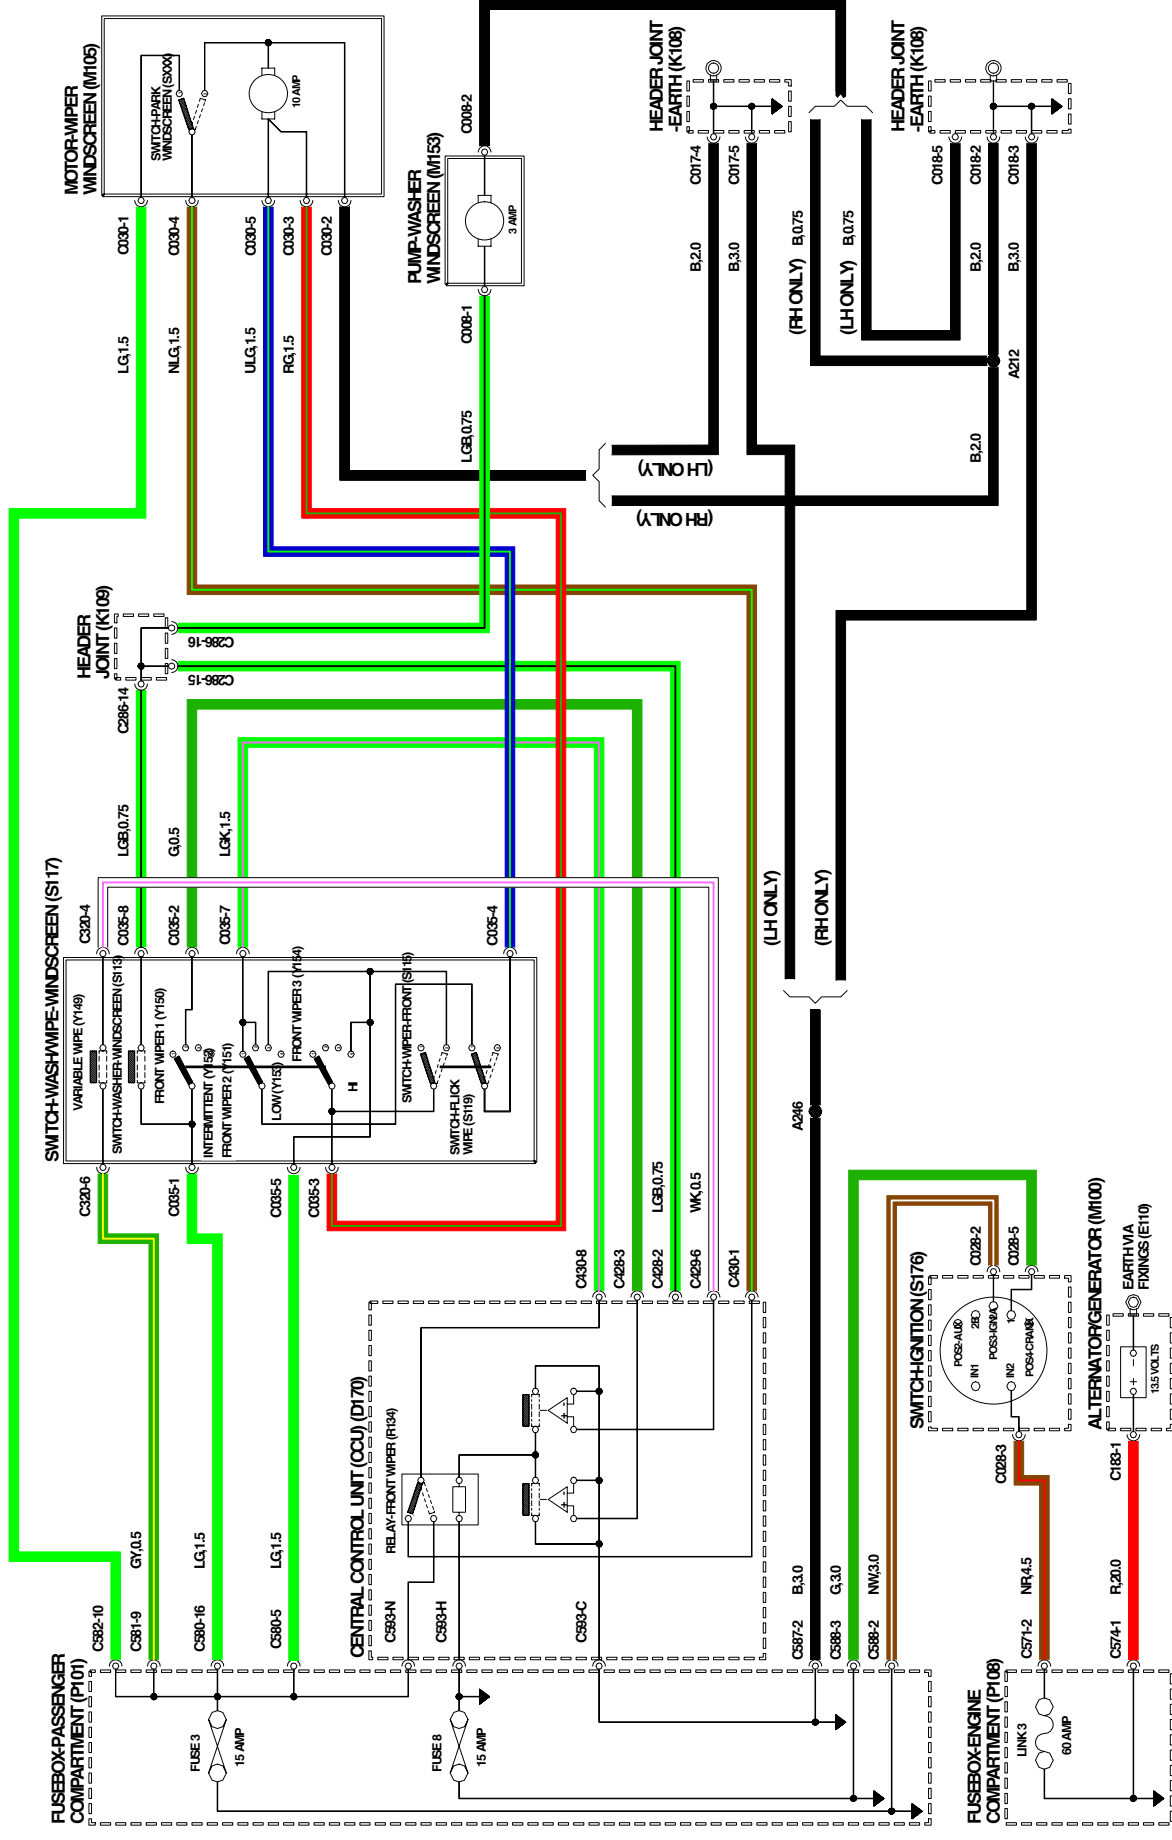 MOTOR-WIPER
WINDSCREEN (M105)
SWITCH-PARK
WINDSCREEN (SXXX)
10 AMP
C030-1
C030-4
C030-5
C030-3
C030-2
LG,1.5
NLG,1.5
ULG,1.5
RG,1.5
PUMP-WASHER
WINDSCREEN (M153)
3 AMP
C008-2
C008-1
LGB,0.75
HEADER JOINT
-EARTH (K108)
C017-4
C017-5
B,2.0
B,3.0
HEADER JOINT
-EARTH (K108)
C018-5
C018-2
C018-3
B,0.75
B,0.75
(RH ONLY)
(LH ONLY)
B,2.0
B,3.0
A212
B,2.0
(LH ONLY)
(RH ONLY)
HEADER
JOINT (K109)
C286-16
C286-15
C286-14
LGB,0.75
G,0.5
LGK,1.5
SWITCH-WASH/WIPE-WINDSCREEN (S117)
C320-4
C035-8
C035-2
C035-7
C035-4
VARIABLE WIPE (Y149)
SWITCH-WASHER-WINDSCREEN (S113)
FRONT WIPER 1 (Y150)
INTERMITTENT (Y152)
FRONT WIPER 2 (Y151)
LOW (Y153)
FRONT WIPER 3 (Y154)
HI
SWITCH-WIPER-FRONT (S115)
SWITCH-FLICK
WIPE (S119)
C320-6
C035-1
C035-5
C035-3
(LH ONLY)
(RH ONLY)
A246
LGB,0.75
WK,0.5
C430-8
C428-3
C428-2
C429-6
C430-1
CENTRAL CONTROL UNIT (CCU) (D170)
RELAY-FRONT WIPER (R134)
C593-N
C593-H
C593-C
GY,0.5
LG,1.5
LG,1.5
C582-10
C581-9
C580-16
C580-5
B,3.0
G,3.0
NW,3.0
C587-2
C588-3
C588-2
FUSEBOX-PASSENGER
COMPARTMENT (P101)
FUSE 3
15 AMP
FUSE 8
15 AMP
SWITCH-IGNITION (S176)
C028-2
C028-5
POS2-AUX
2B
POS3-IGN
2A
1
POS4-CRANK
IN1
IN2
C028-3
NR,4.5
C571-2
ALTERNATOR/GENERATOR (M100)
EARTH VIA
FIXINGS (E110)
13.5 VOLTS
+ -
C183-1
R,20.0
C574-1
FUSEBOX-ENGINE
COMPARTMENT (P108)
LINK 3
60 AMP